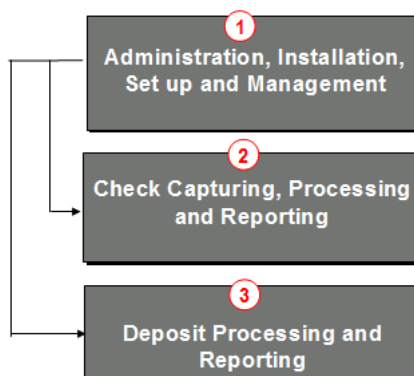 1
Administration, Installation,
Set up and Management
2
Check Capturing, Processing
and Reporting
3
Deposit Processing and
Reporting